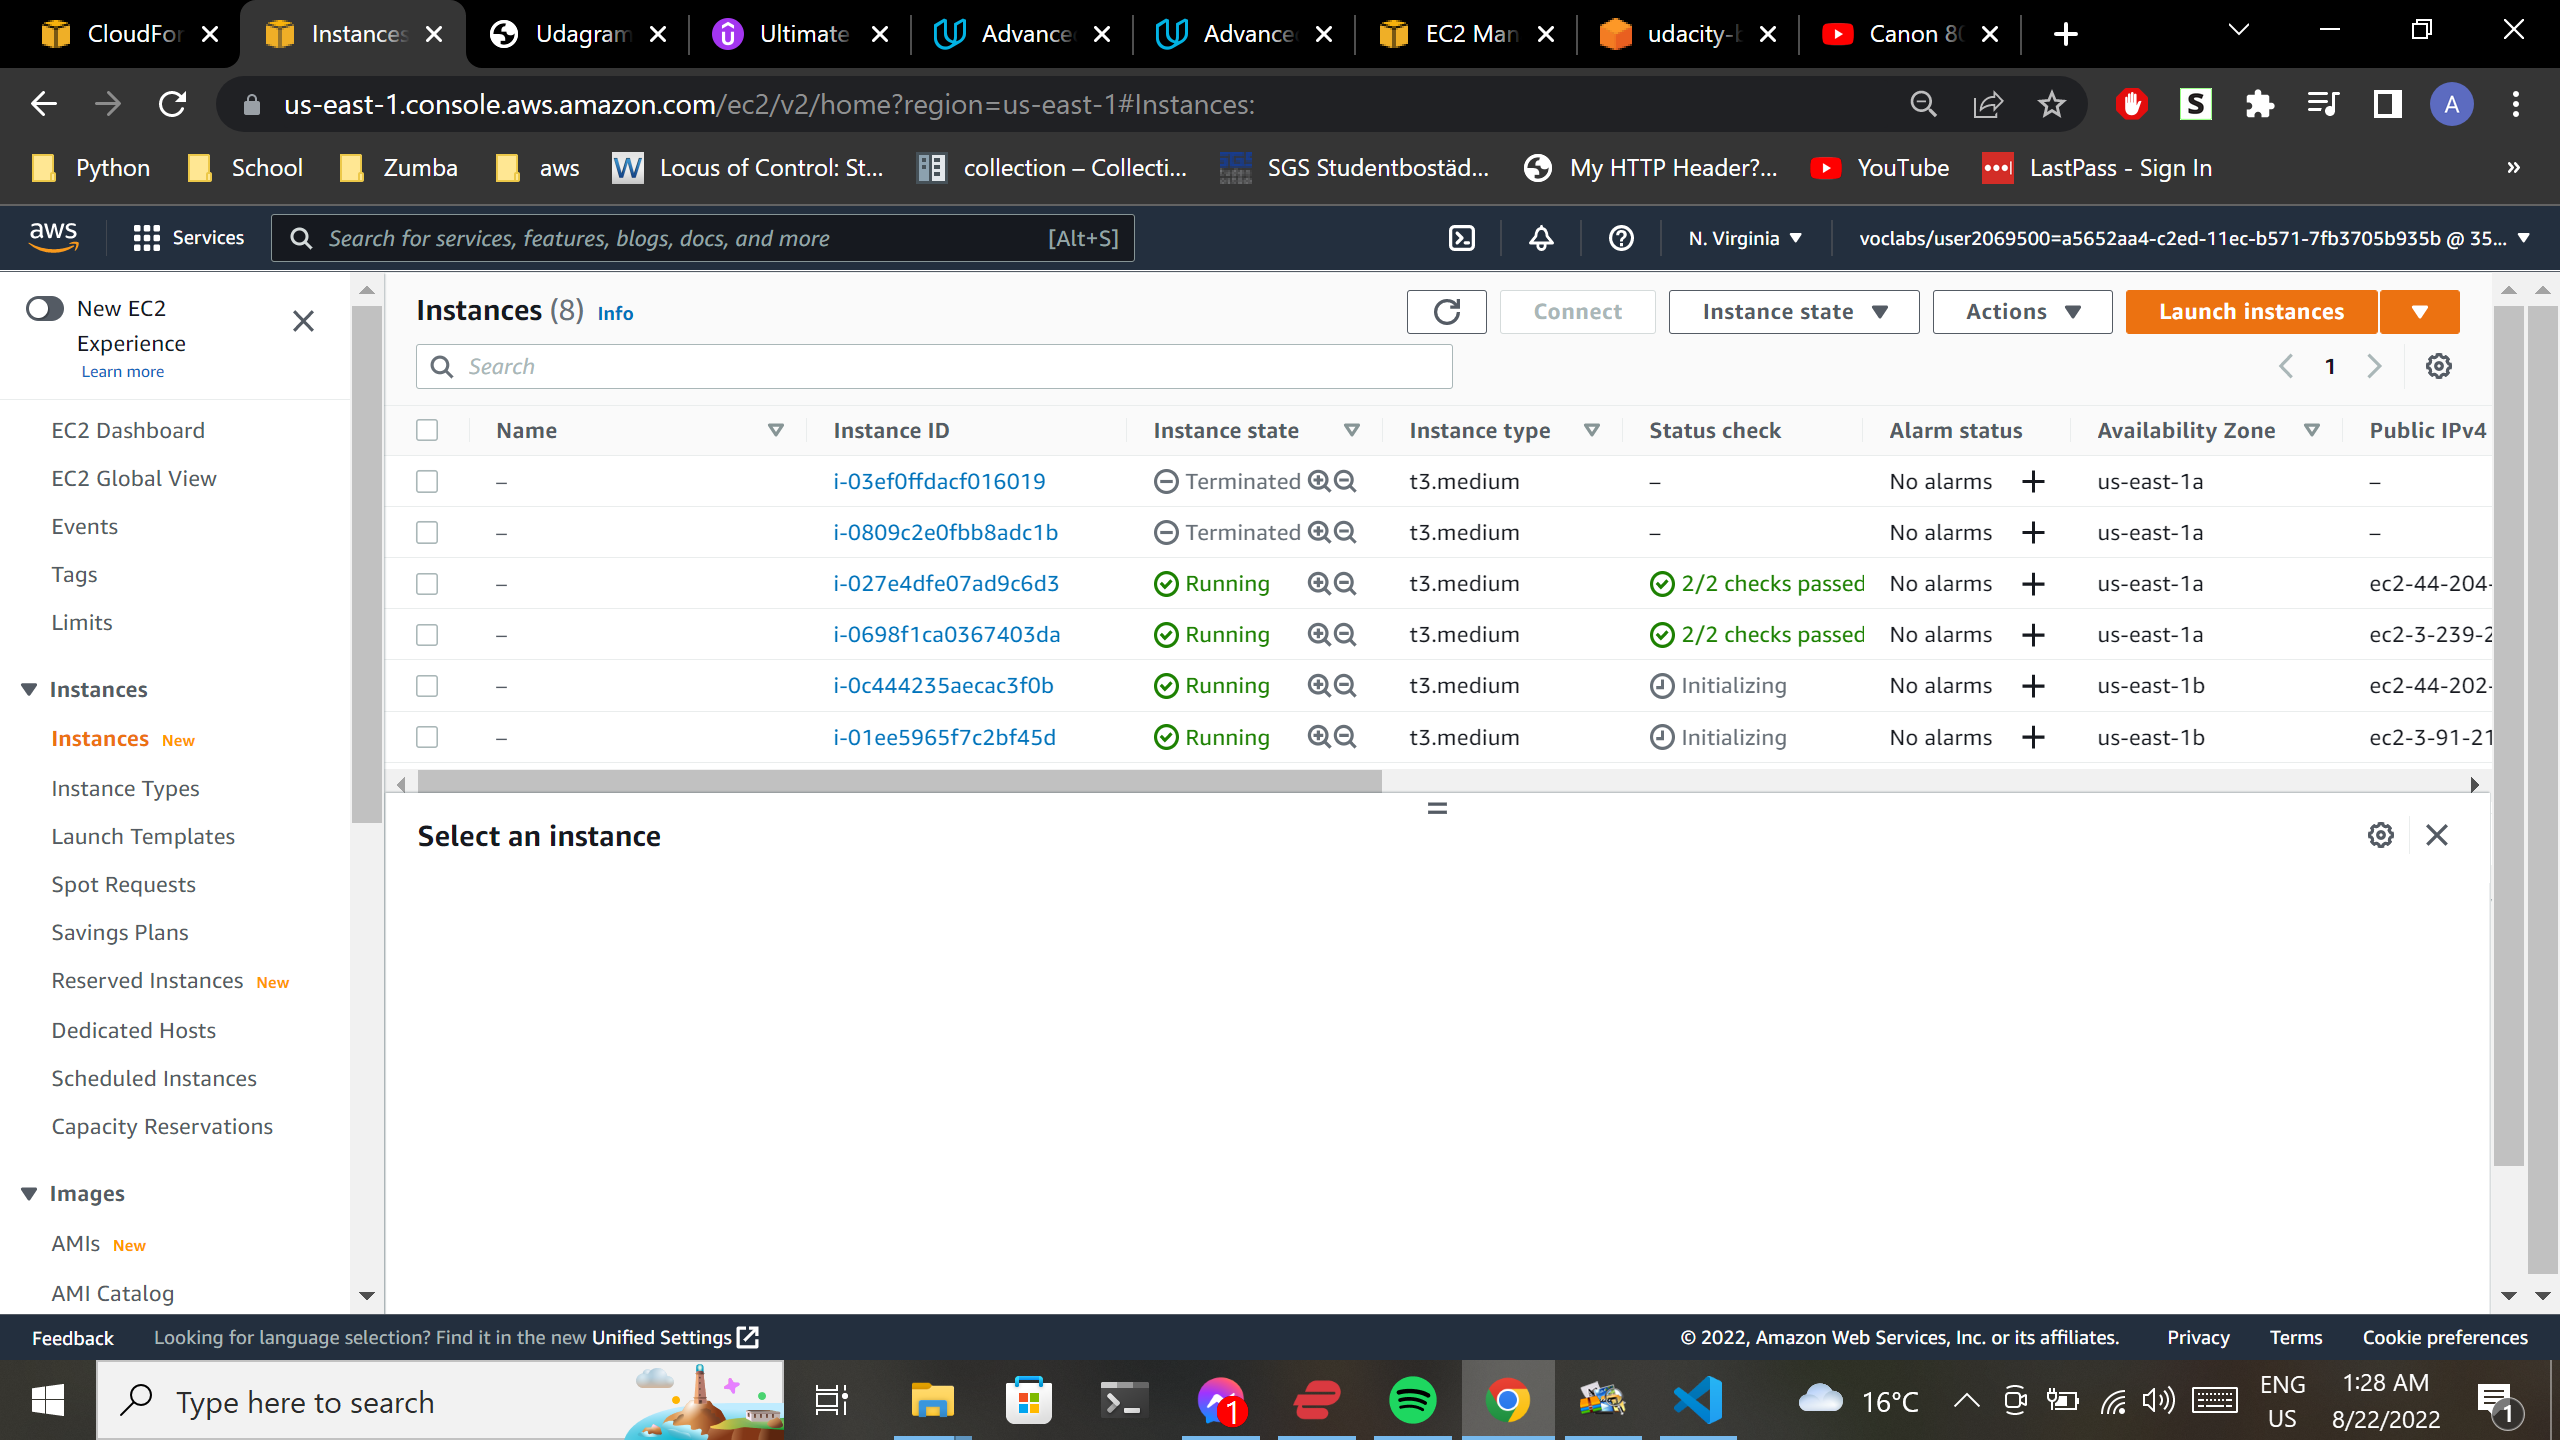 CloudFor
Instances
Udagram
Ultimate
Advance
Advance
EC2 Man
udacity-b
Canon 80
us-east-1.console.aws.amazon.com/ec2/v2/home?region=us-east-1#Instances:
A
Python
School
Zumba
aws
Locus of Control: St...
collection – Collecti...
SGS Studentbostäd...
My HTTP Header?...
YouTube
LastPass - Sign In
»
aws
Services
Search for services, features, blogs, docs, and more
[Alt+S]
N. Virginia
voclabs/user2069500=a5652aa4-c2ed-11ec-b571-7fb3705b935b @ 35...
New EC2
Experience
Learn more
EC2 Dashboard
EC2 Global View
Events
Tags
Limits
Instances
Instances New
Instance Types
Launch Templates
Spot Requests
Savings Plans
Reserved Instances New
Dedicated Hosts
Scheduled Instances
Capacity Reservations
Images
AMIs New
AMI Catalog
Instances (8) Info
Connect
Instance state
Actions
Launch instances
Search
1
Name Instance ID Instance state Instance type Status check Alarm status Availability Zone Public IPv4
– i-03ef0ffdacf016019 Terminated t3.medium – No alarms + us-east-1a –
– i-0809c2e0fbb8adc1b Terminated t3.medium – No alarms + us-east-1a –
– i-027e4dfe07ad9c6d3 Running t3.medium 2/2 checks passed No alarms + us-east-1a ec2-44-204-
– i-0698f1ca0367403da Running t3.medium 2/2 checks passed No alarms + us-east-1a ec2-3-239-2
– i-0c444235aecac3f0b Running t3.medium Initializing No alarms + us-east-1b ec2-44-202-
– i-01ee5965f7c2bf45d Running t3.medium Initializing No alarms + us-east-1b ec2-3-91-21
Select an instance
Feedback
Looking for language selection? Find it in the new Unified Settings
© 2022, Amazon Web Services, Inc. or its affiliates.
Privacy
Terms
Cookie preferences
Type here to search
1
16°C
ENG
US
1:28 AM
8/22/2022
1